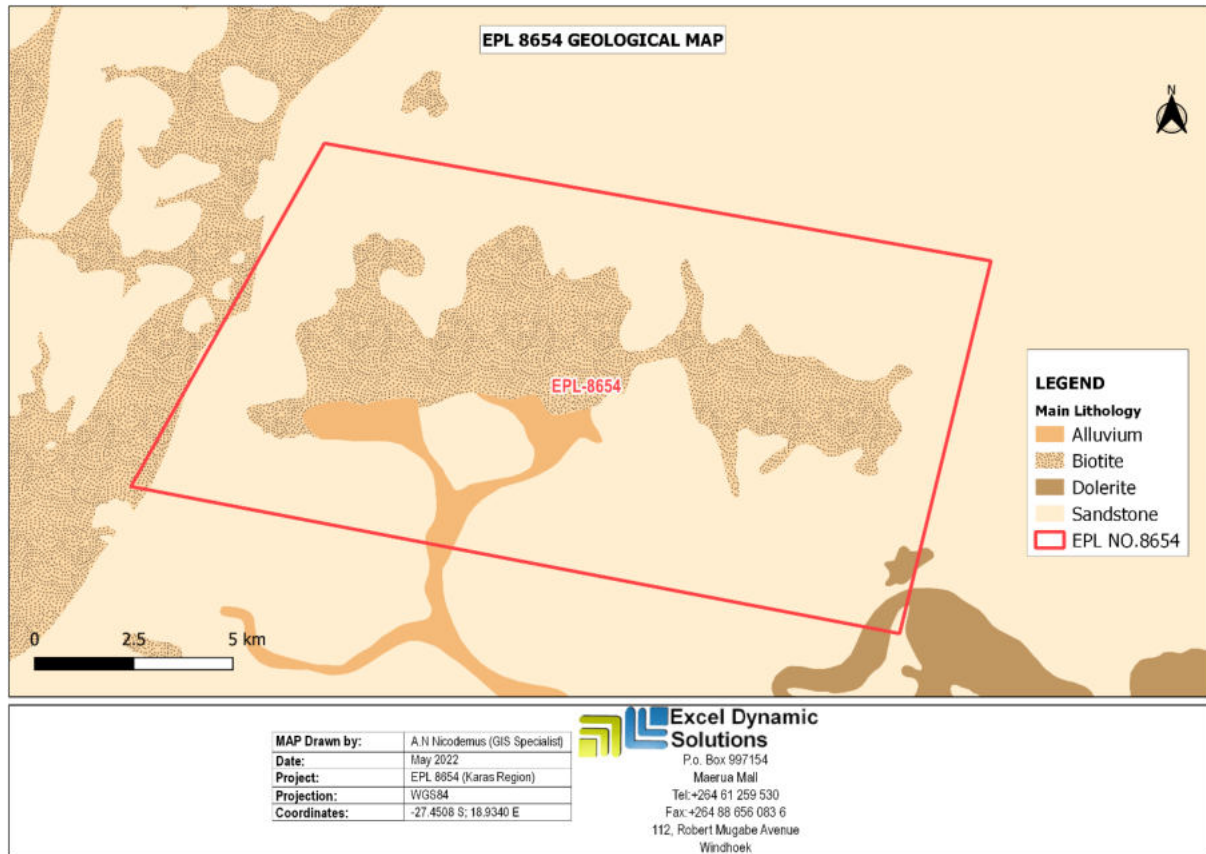 EPL 8654 GEOLOGICAL MAP
N
EPL-8654
LEGEND
Main Lithology
Alluvium
Biotite
Dolerite
Sandstone
EPL NO.8654
0 2.5 5 km
MAP Drawn by: A.N Nicodemus (GIS Specialist)
Date: May 2022
Project: EPL 8654 (Karas Region)
Projection: WGS84
Coordinates: -27.4508 S; 18.9340 E
Excel Dynamic
Solutions
P.o. Box 997154
Maerua Mall
Tel:+264 61 259 530
Fax:+264 88 656 083 6
112, Robert Mugabe Avenue
Windhoek